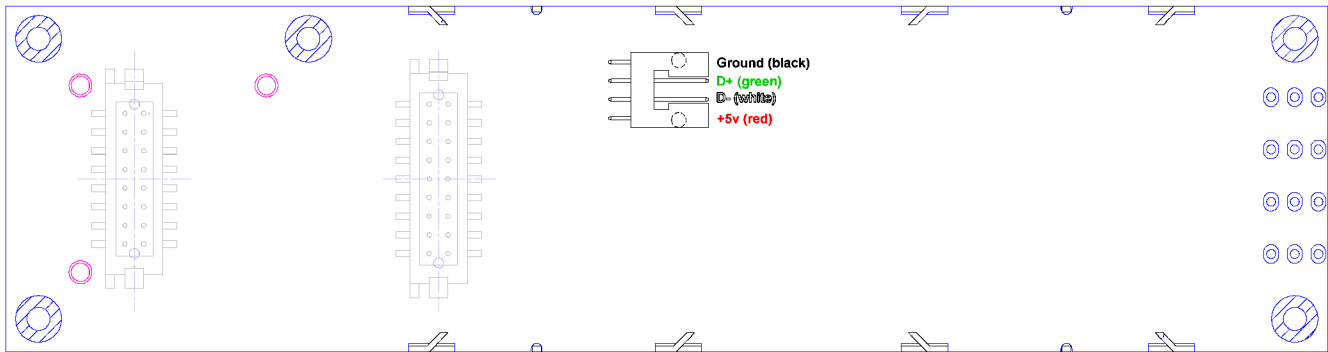 Ground (black)
D+ (green)
D- (white)
+5v (red)